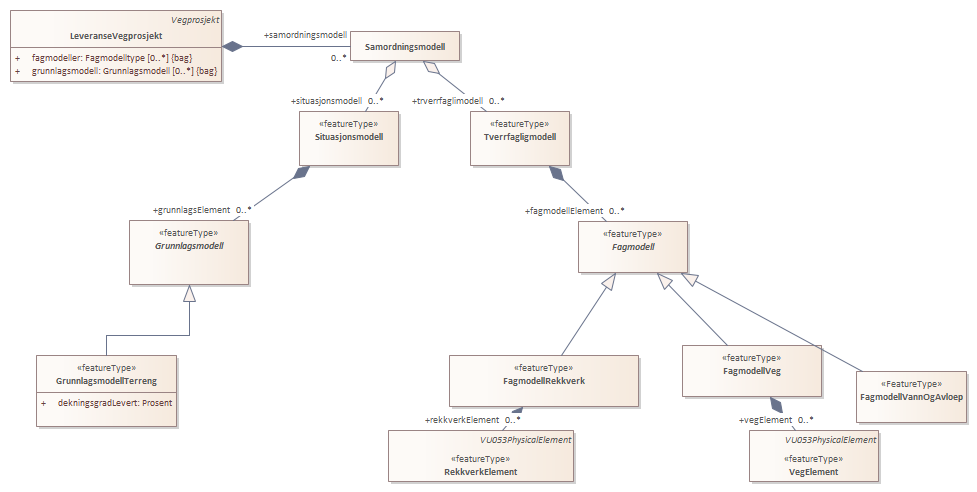 Vegprosjekt
LeveranseVegprosjekt
+ fagmodeller: Fagmodelltype [0..*] {bag}
+ grunnlagsmodell: Grunnlagsmodell [0..*] {bag}
+samordningsmodell
0..*
Samordningsmodell
+situasjonsmodell 0..*
+trverrfaglimodell 0..*
«featureType»
Situasjonsmodell
«featureType»
Tverrfagligmodell
+grunnlagsElement 0..*
+fagmodellElement 0..*
«featureType»
Grunnlagsmodell
«featureType»
Fagmodell
«featureType»
GrunnlagsmodellTerreng
+ dekningsgradLevert: Prosent
«featureType»
FagmodellRekkverk
«featureType»
FagmodellVeg
«FeatureType»
FagmodellVannOgAvloep
+rekkverkElement 0..*
+vegElement 0..*
VU053PhysicalElement
«featureType»
RekkverkElement
VU053PhysicalElement
«featureType»
VegElement